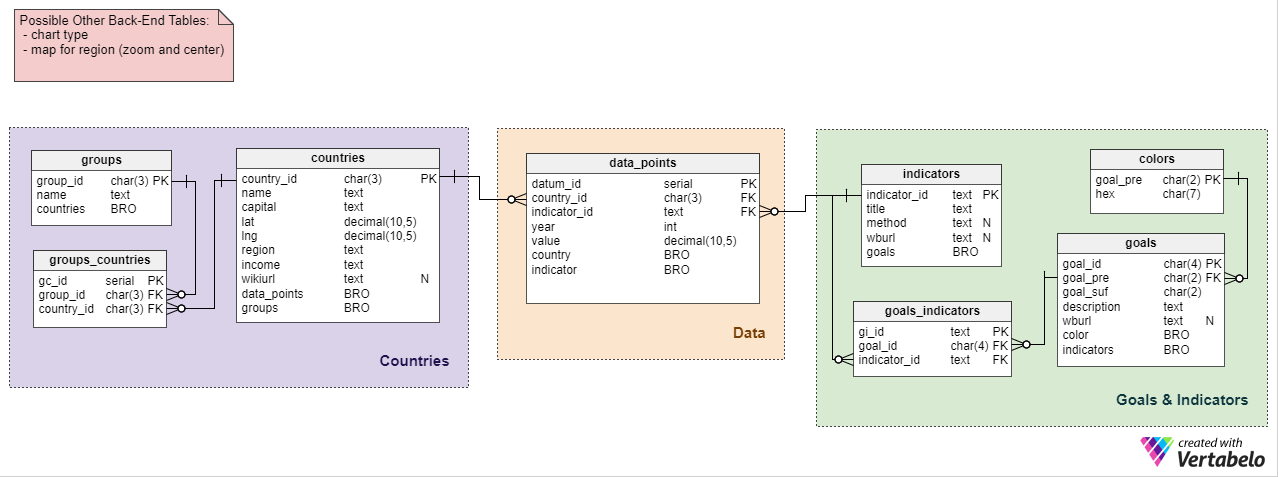 Possible Other Back-End Tables:
- chart type
- map for region (zoom and center)
groups
group_id char(3) PK
name text
countries BRO
groups_countries
gc_id serial PK
group_id char(3) FK
country_id char(3) FK
countries
country_id char(3) PK
name text
capital text
lat decimal(10,5)
lng decimal(10,5)
region text
income text
wikiurl text N
data_points BRO
groups BRO
Countries
data_points
datum_id serial PK
country_id char(3) FK
indicator_id text FK
year int
value decimal(10,5)
country BRO
indicator BRO
Data
indicators
indicator_id text PK
title text
method text N
wburl text N
goals BRO
goals_indicators
gi_id text PK
goal_id char(4) FK
indicator_id text FK
colors
goal_pre char(2) PK
hex char(7)
goals
goal_id char(4) PK
goal_pre char(2) FK
goal_suf char(2)
description text
wburl text N
color BRO
indicators BRO
Goals & Indicators
created with
Vertabelo